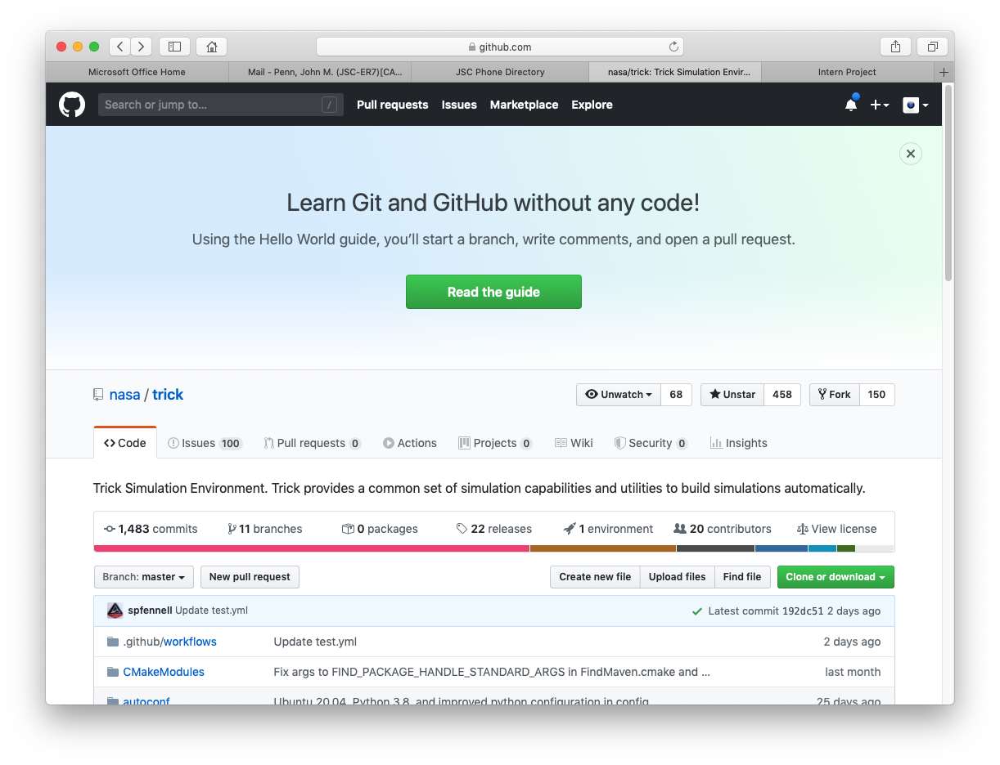 github.com
Microsoft Office Home
Mail - Penn, John M. (JSC-ER7)[CA...
JSC Phone Directory
nasa/trick: Trick Simulation Envir...
Intern Project
Search or jump to...
/
Pull requests
Issues
Marketplace
Explore
Learn Git and GitHub without any code!
Using the Hello World guide, you’ll start a branch, write comments, and open a pull request.
Read the guide
nasa / trick
Unwatch 68
Unstar 458
Fork 150
Code
Issues 100
Pull requests 0
Actions
Projects 0
Wiki
Security 0
Insights
Trick Simulation Environment. Trick provides a common set of simulation capabilities and utilities to build simulations automatically.
1,483 commits
11 branches
0 packages
22 releases
1 environment
20 contributors
View license
Branch: master
New pull request
Create new file
Upload files
Find file
Clone or download
spfennell Update test.yml
Latest commit 192dc51 2 days ago
.github/workflows
Update test.yml
2 days ago
CMakeModules
Fix args to FIND_PACKAGE_HANDLE_STANDARD_ARGS in FindMaven.cmake and ...
last month
autoconf
Ubuntu 20.04, Python 3.8, and improved python configuration in config
25 days ago